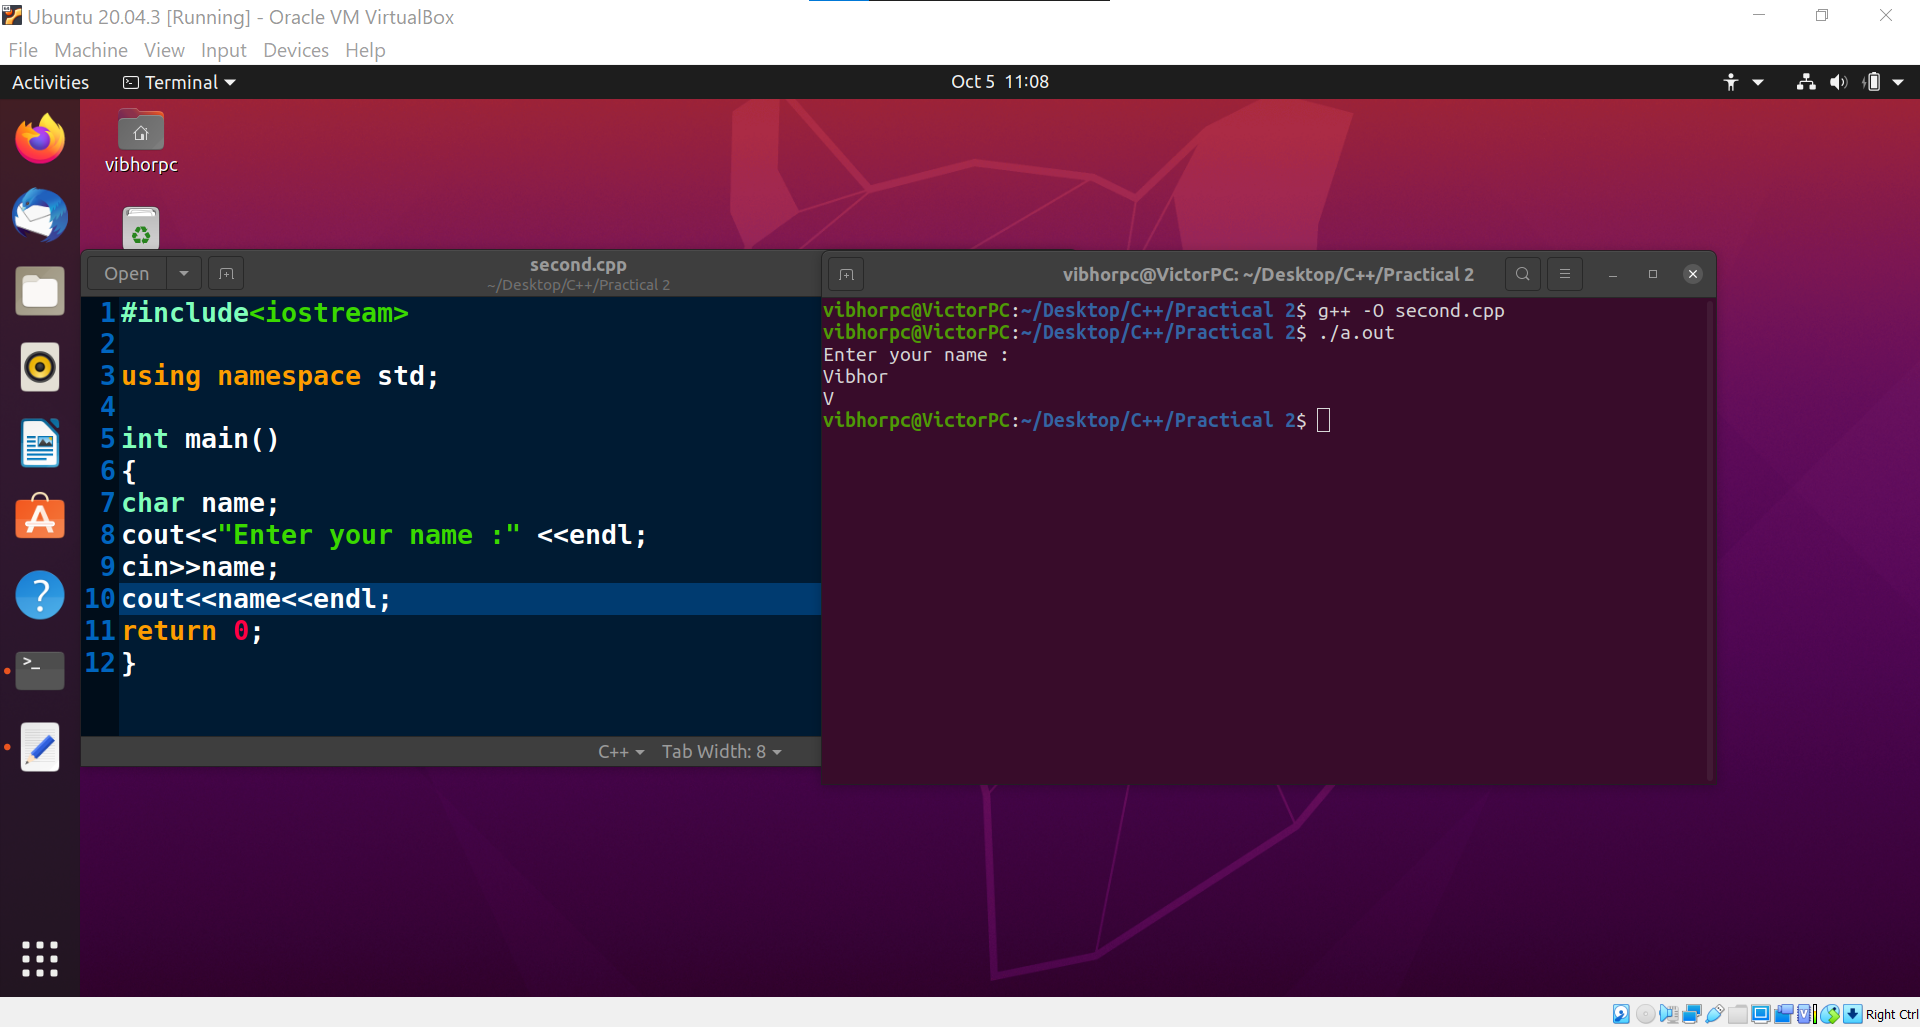 Ubuntu 20.04.3 [Running] - Oracle VM VirtualBox
File Machine View Input Devices Help
Activities Terminal Oct 5 11:08
vibhorpc
Open second.cpp
~/Desktop/C++/Practical 2
1 #include<iostream>
2
3 using namespace std;
4
5 int main()
6 {
7 char name;
8 cout<<"Enter your name :" <<endl;
9 cin>>name;
10 cout<<name<<endl;
11 return 0;
12 }
C++ Tab Width: 8
vibhorpc@VictorPC: ~/Desktop/C++/Practical 2
vibhorpc@VictorPC:~/Desktop/C++/Practical 2$ g++ -O second.cpp
vibhorpc@VictorPC:~/Desktop/C++/Practical 2$ ./a.out
Enter your name :
Vibhor
V
vibhorpc@VictorPC:~/Desktop/C++/Practical 2$
Right Ctrl